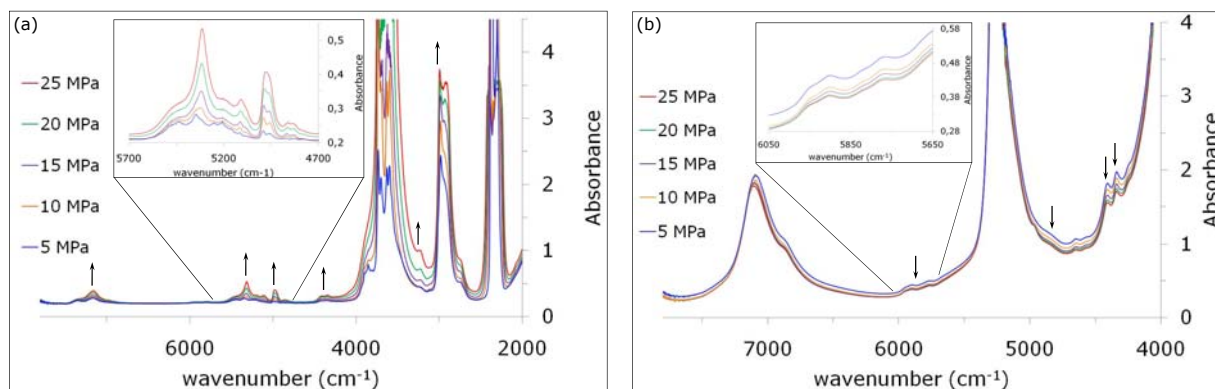 (a)
0,5
0,4
0,3
0,2
Absorbance
5700
5200
4700
wavenumber (cm-1)
25 MPa
20 MPa
15 MPa
10 MPa
5 MPa
4
3
2
1
0
Absorbance
6000
4000
2000
wavenumber (cm⁻¹)
(b)
0,58
0,48
0,38
0,28
Absorbance
6050
5850
5650
wavenumber (cm⁻¹)
25 MPa
20 MPa
15 MPa
10 MPa
5 MPa
4
3
2
1
0
Absorbance
7000
6000
5000
4000
wavenumber (cm⁻¹)